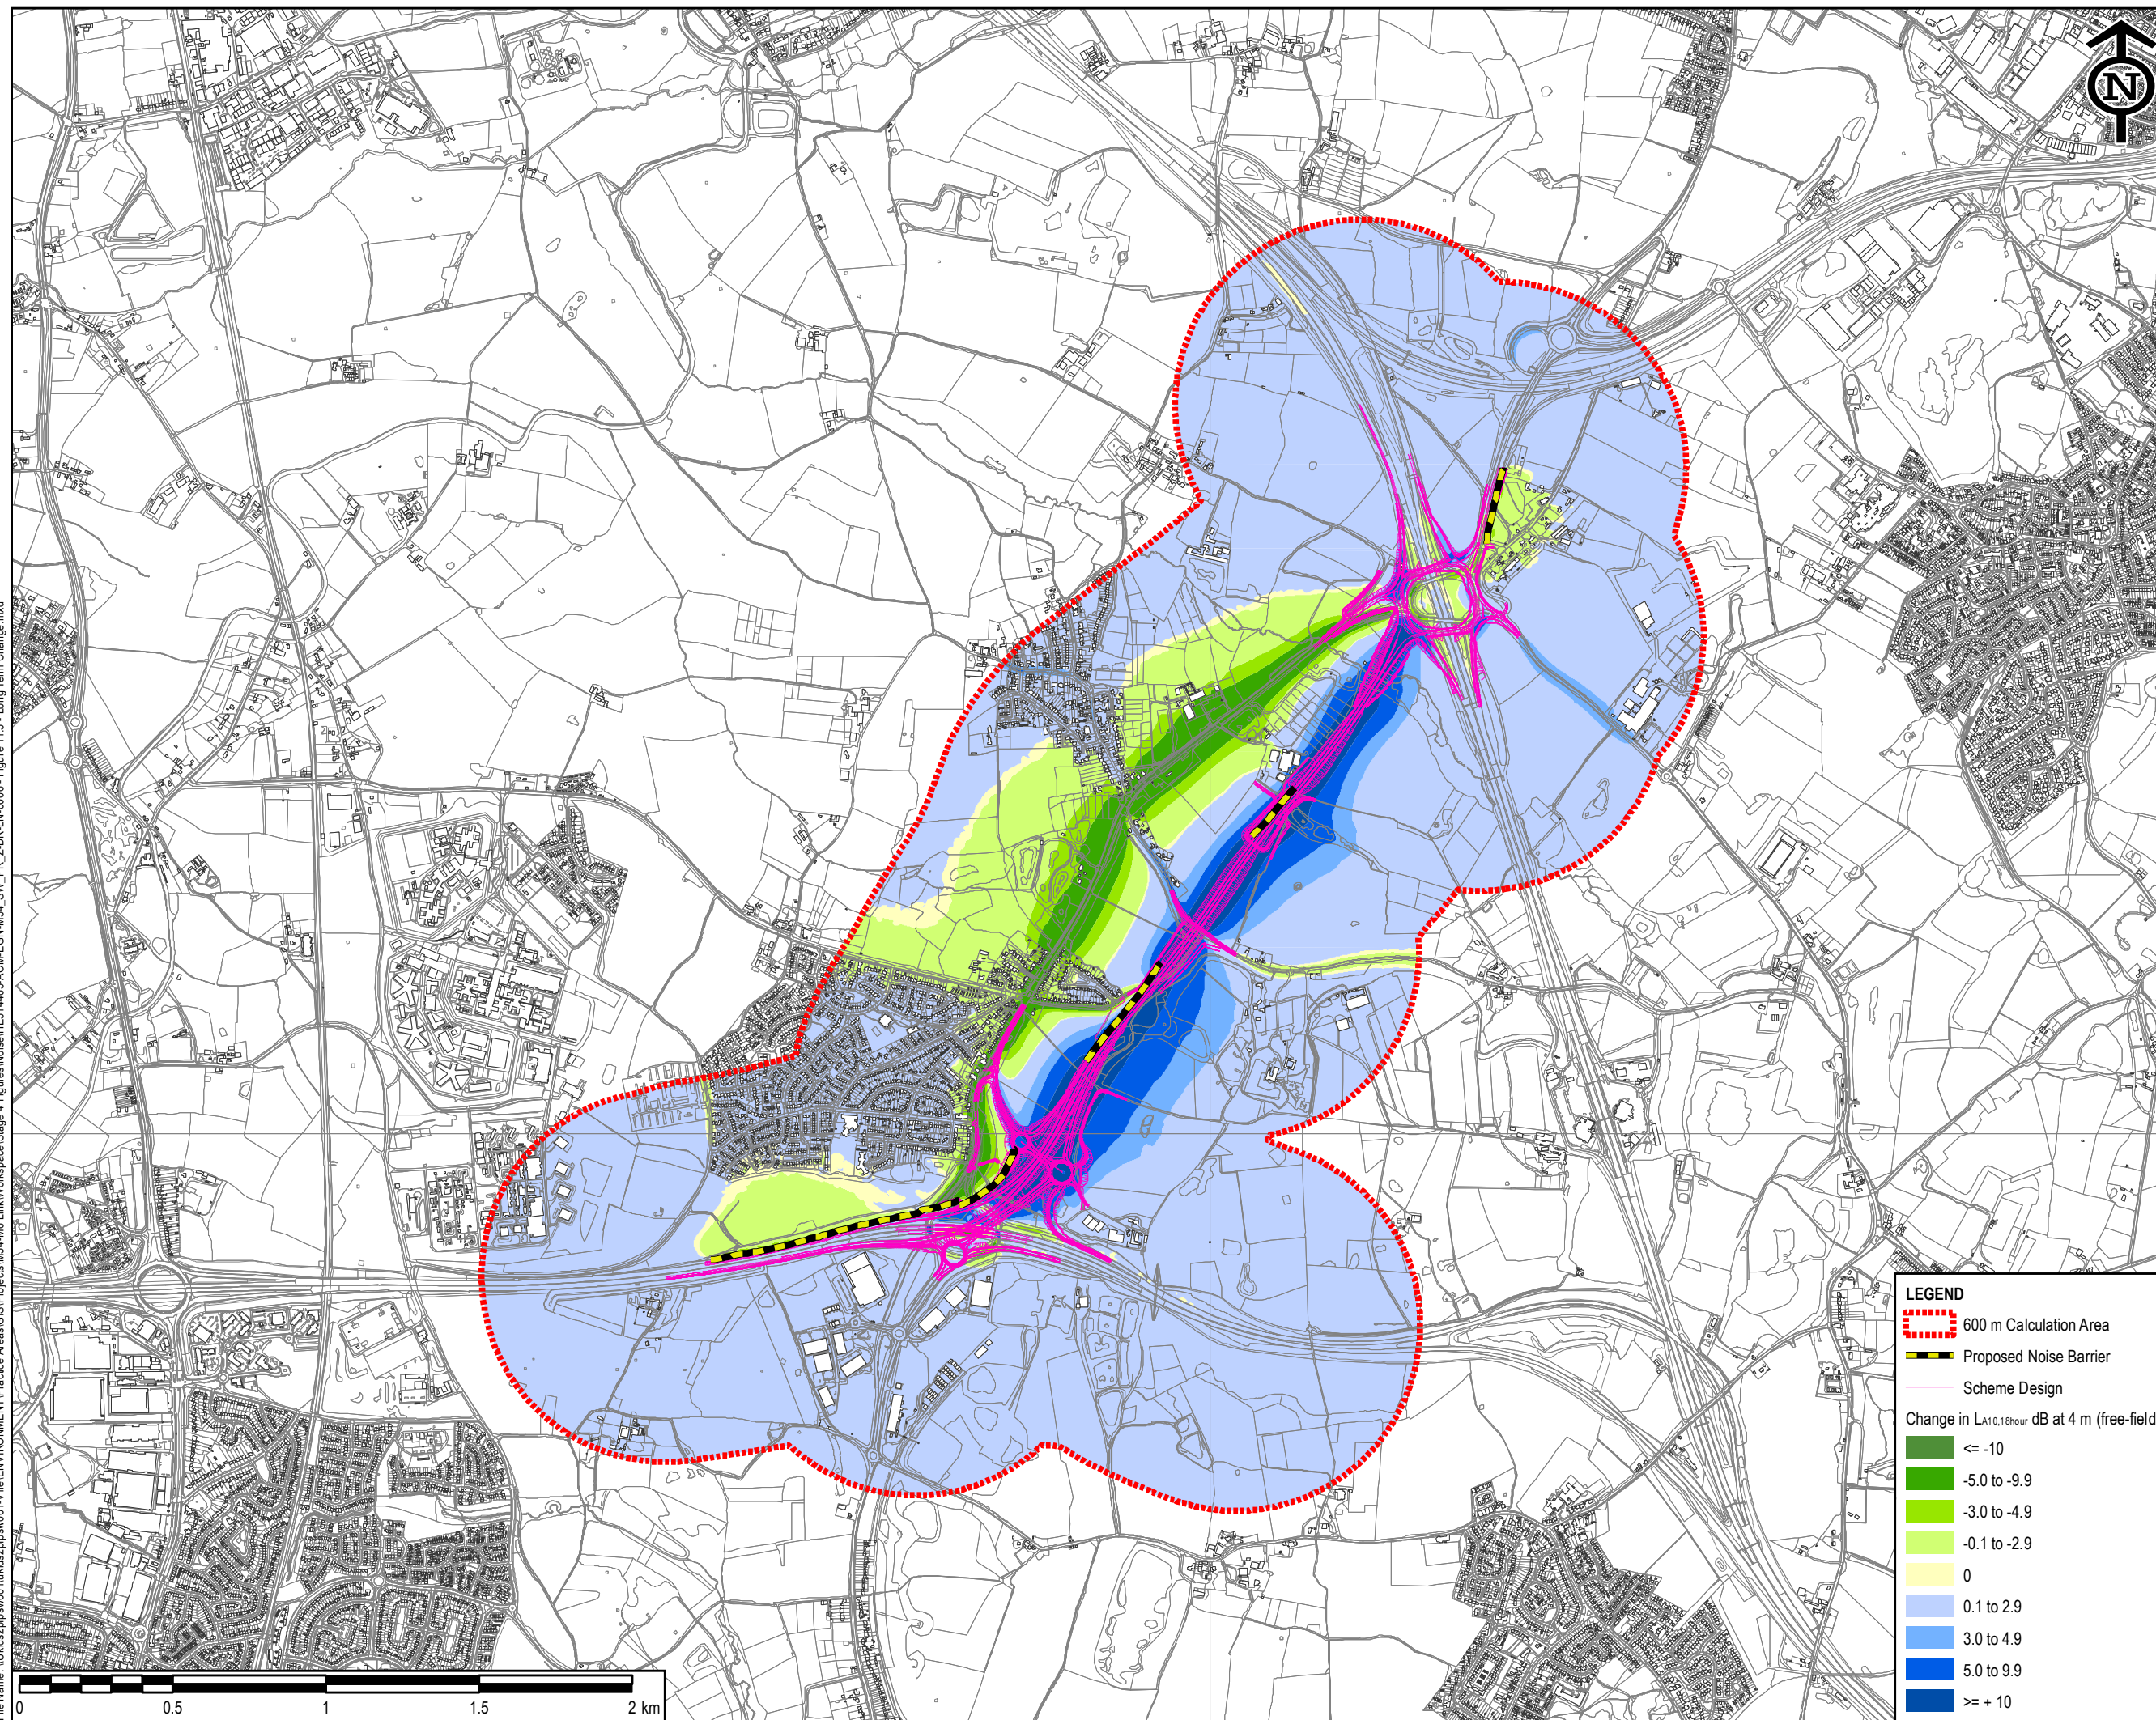 N
LEGEND
600 m Calculation Area
Proposed Noise Barrier
Scheme Design
Change in LA10,18hour dB at 4 m (free-field
<= -10
-5.0 to -9.9
-3.0 to -4.9
-0.1 to -2.9
0
0.1 to 2.9
3.0 to 4.9
5.0 to 9.9
>= + 10
0 0.5 1 1.5 2 km